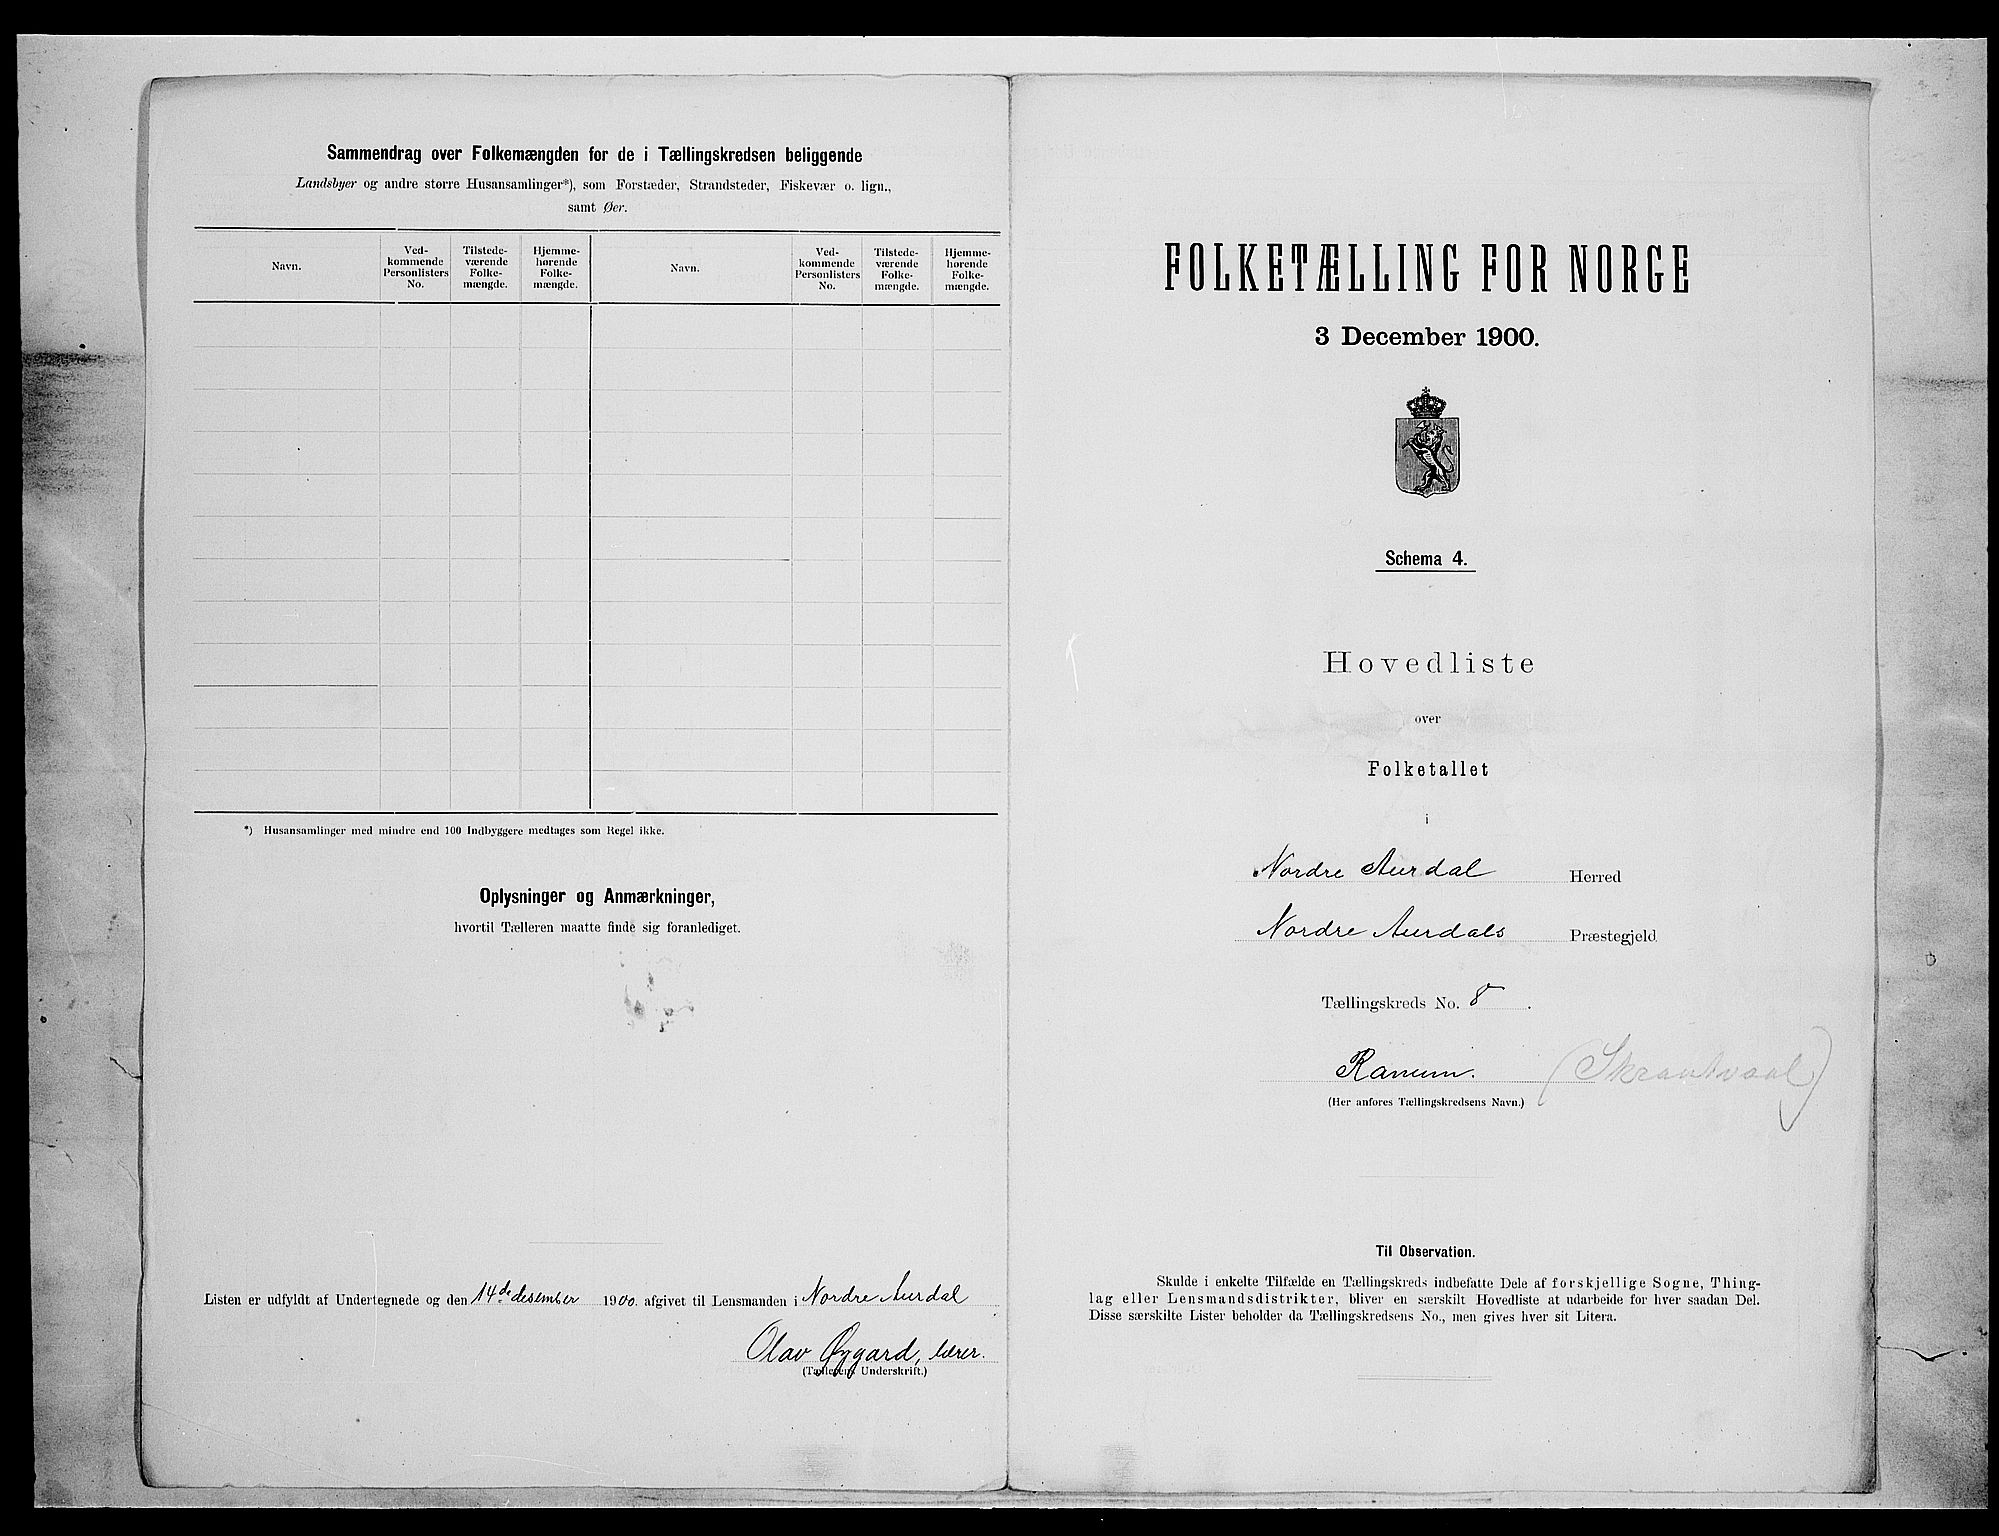 Sammendrag over Folkemængden for de i Tællingskredsen beliggende
Landsbyer og andre større Husansamlinger*), som Forstæder, Strandsteder, Fiskevær o. lign.,
samt Øer.
Navn.
Ved-
kommende
Personlisters
No.
Tilstede-
værende
Folke-
mængde.
Hjemme-
hørende
Folke-
mængde.
Navn.
Ved-
kommende
Personlisters
No.
Tilstede-
værende
Folke-
mængde.
Hjemme-
hørende
Folke-
mængde.
*) Husansamlinger med mindre end 100 Indbyggere medtages som Regel ikke.
Oplysninger og Anmærkninger,
hvortil Tælleren maatte finde sig foranlediget.
Listen er udfyldt af Undertegnede og den 14de desember 1900. afgivet til Lensmanden i Nordre Aurdal
Olav Øygard, lærer.
(Tællerens Underskrift.)
FOLKETÆLLING FOR NORGE
3 December 1900.
Schema 4.
Hovedliste
over
Folketallet
i
Nordre Aurdal Herred
Nordre Aurdals Præstegjeld
Tællingskreds No. 8.
Ranum. (Skrautvaal)
(Her anføres Tællingskredsens Navn.)
Til Observation.
Skulde i enkelte Tilfælde en Tællingskreds indbefatte Dele af forskjellige Sogne, Thing-
lag eller Lensmandsdistrikter, bliver en særskilt Hovedliste at udarbeide for hver saadan Del.
Disse særskilte Lister beholder da Tællingskredsens No., men gives hver sit Litera.